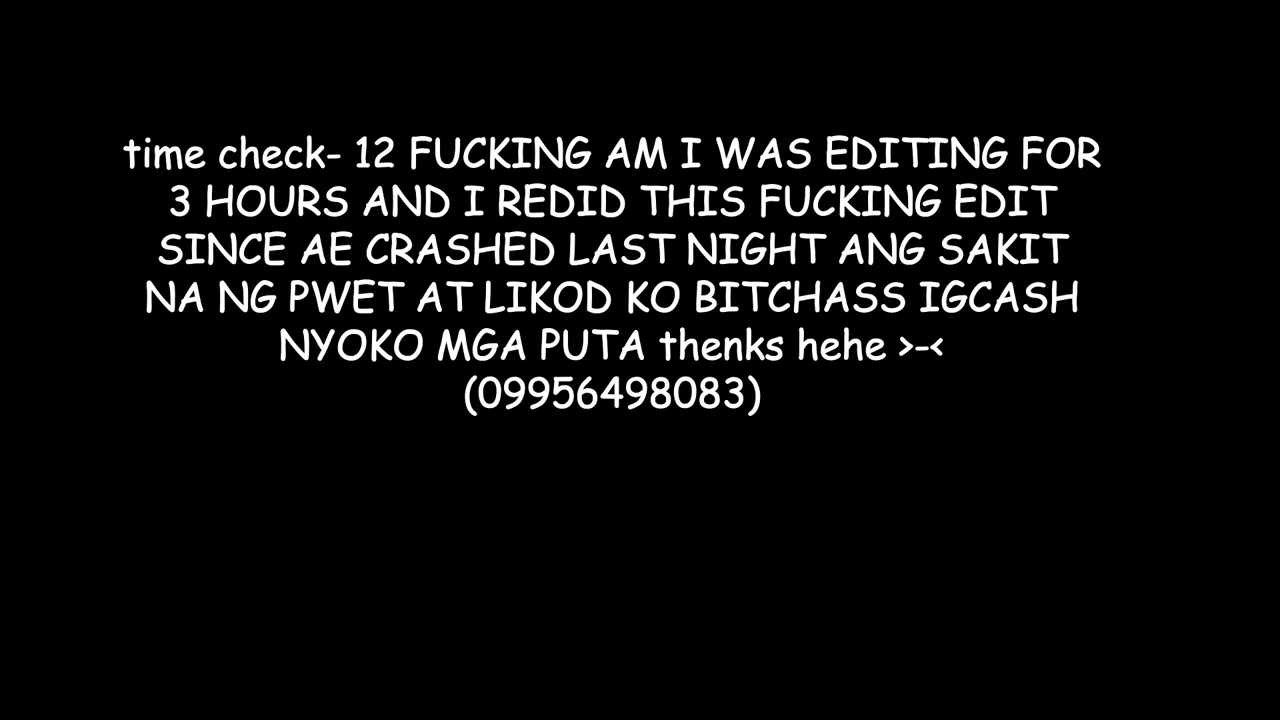 time check- 12 FUCKING AM I WAS EDITING FOR
3 HOURS AND I REDID THIS FUCKING EDIT
SINCE AE CRASHED LAST NIGHT ANG SAKIT
NA NG PWET AT LIKOD KO BITCHASS IGCASH
NYOKO MGA PUTA thenks hehe >-<
(09956498083)